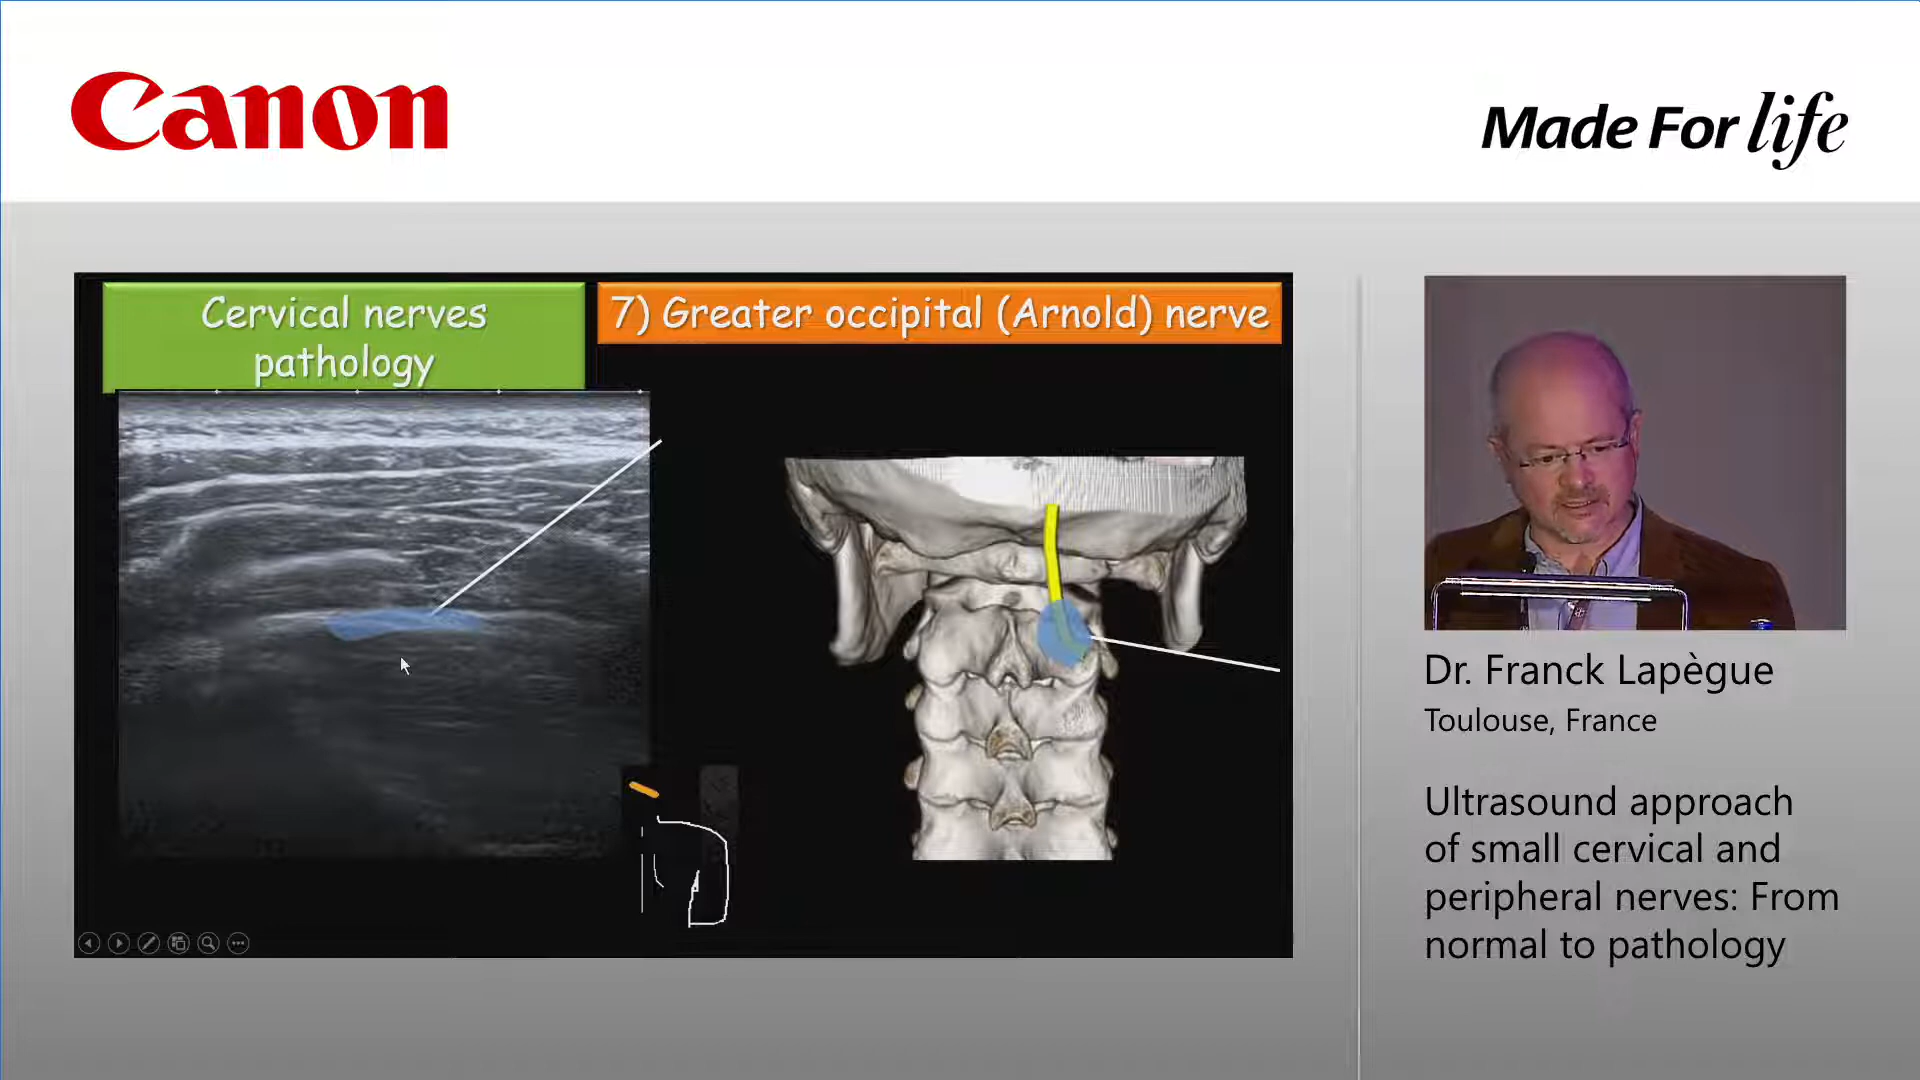 Canon
Made For life
Cervical nerves
pathology
7) Greater occipital (Arnold) nerve
Dr. Franck Lapègue
Toulouse, France
Ultrasound approach
of small cervical and
peripheral nerves: From
normal to pathology